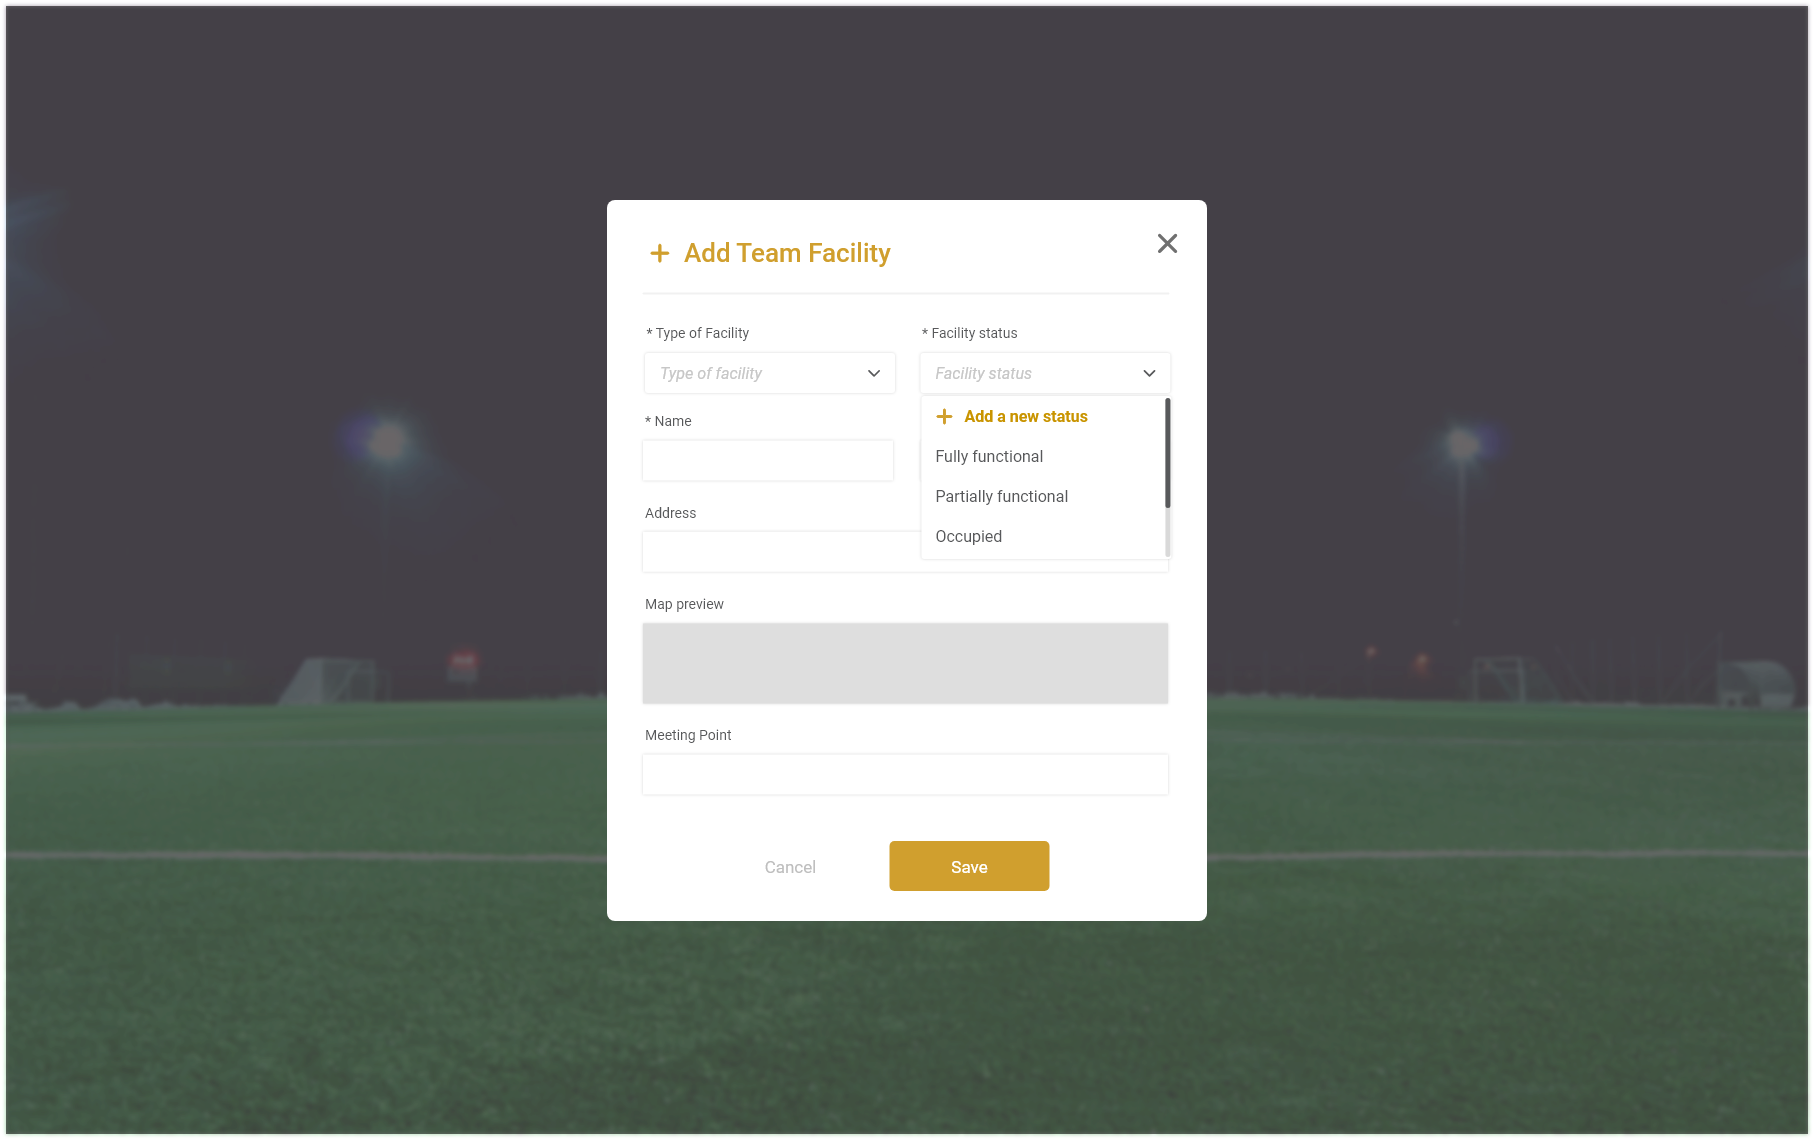 Add Team Facility
* Type of Facility
* Facility status
Type of facility
Facility status
Add a new status
Fully functional
Partially functional
Occupied
* Name
Address
Map preview
Meeting Point
Cancel
Save